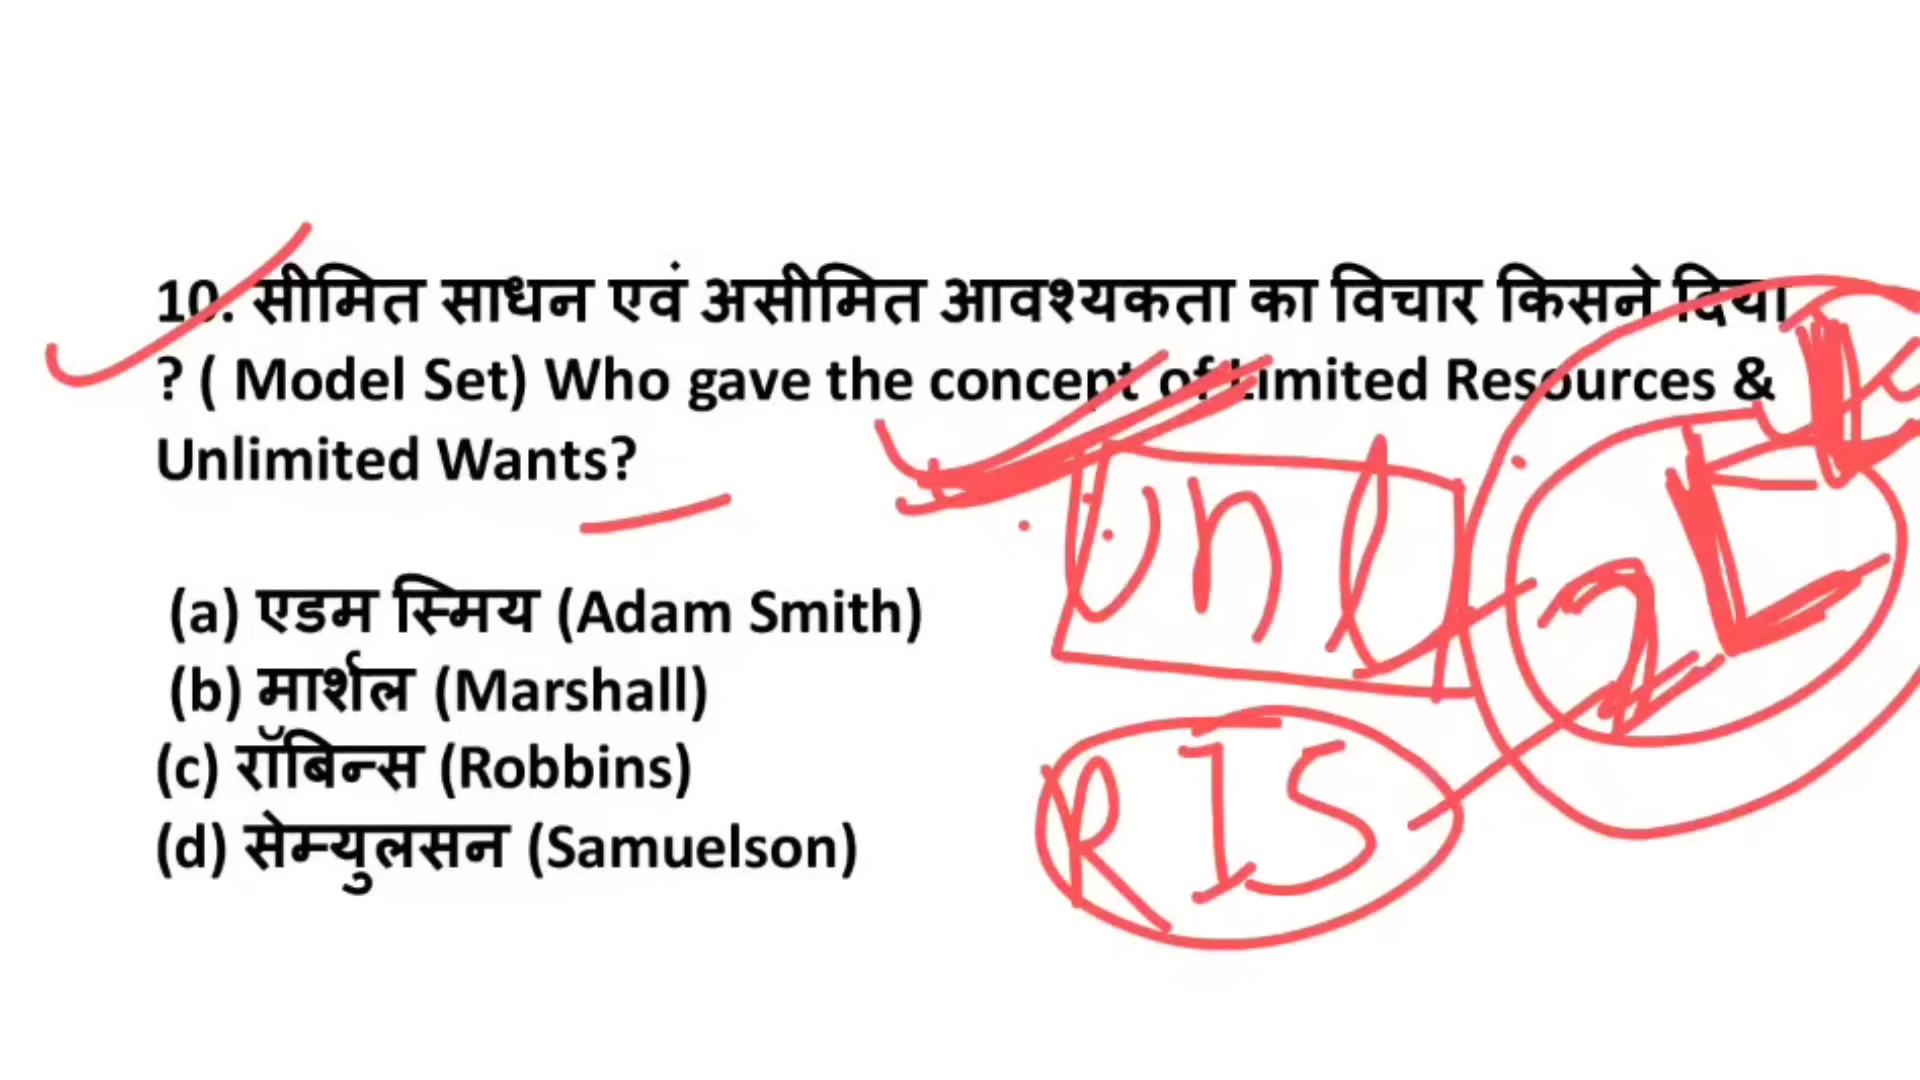 10. सीमित साधन एवं असीमित आवश्यकता का विचार किसने दिया
? ( Model Set) Who gave the concept of Limited Resources &
Unlimited Wants?
Unl
2L
(a) एडम स्मिय (Adam Smith)
(b) मार्शल (Marshall)
(c) रॉबिन्स (Robbins)
RIS
(d) सेम्युलसन (Samuelson)